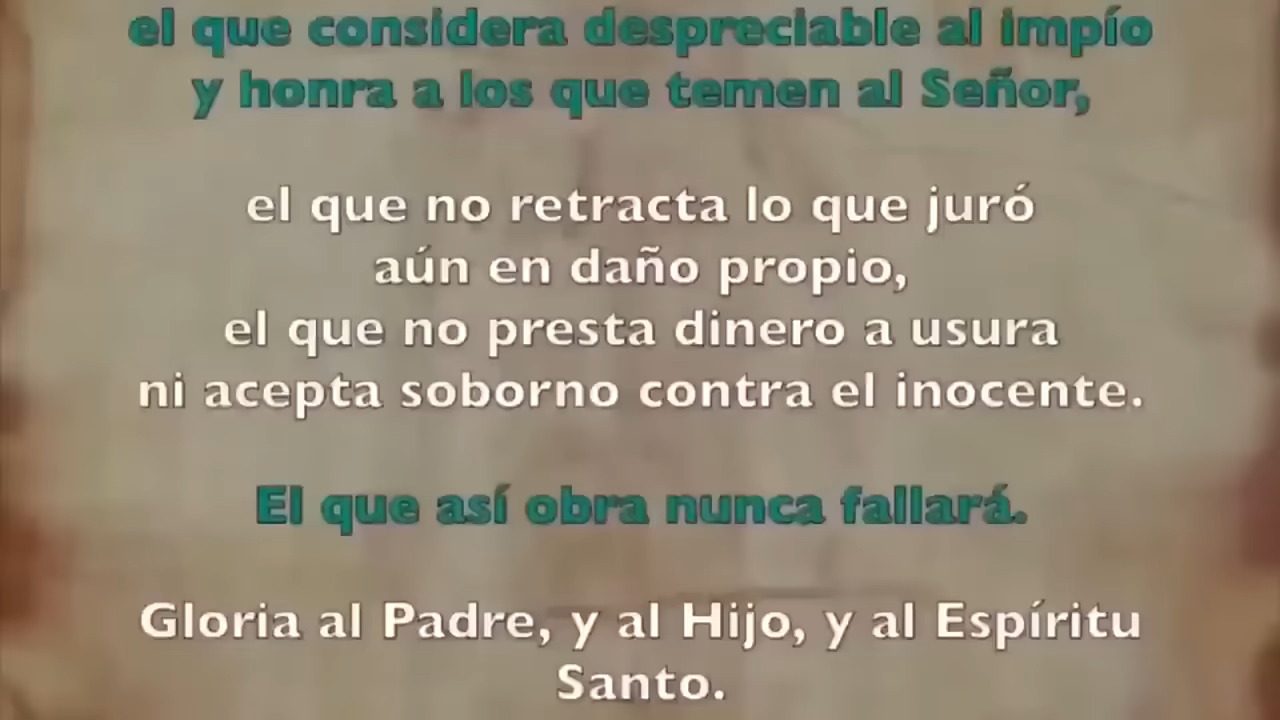 el que considera despreciable al impío
y honra a los que temen al Señor,
el que no retracta lo que juró
aún en daño propio,
el que no presta dinero a usura
ni acepta soborno contra el inocente.
El que así obra nunca fallará.
Gloria al Padre, y al Hijo, y al Espíritu
Santo.